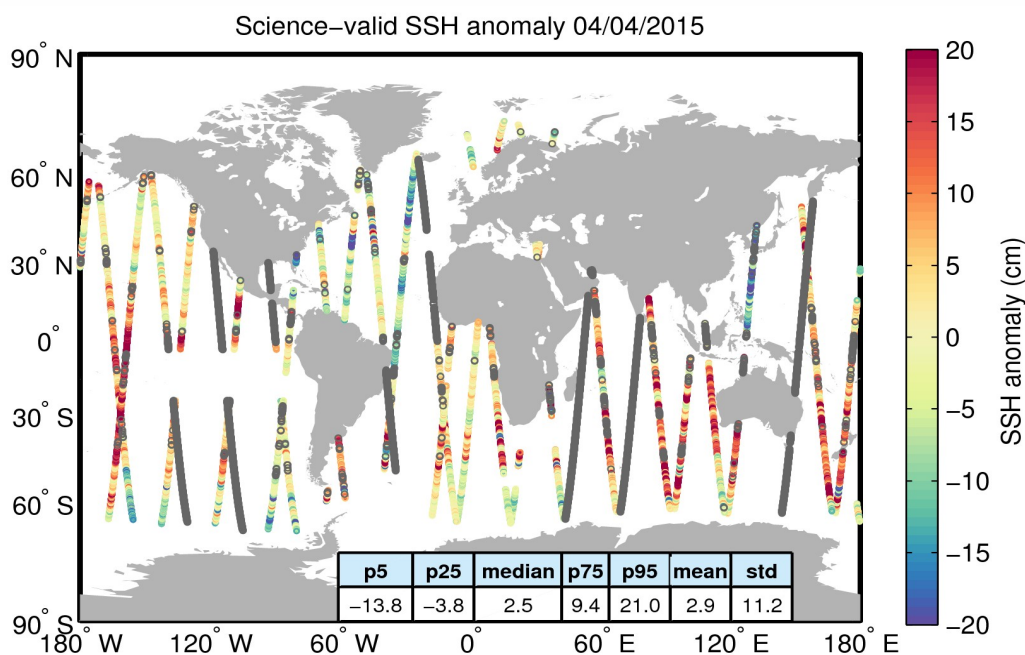 Science−valid SSH anomaly 04/04/2015
90° N
60° N
30° N
0°
30° S
60° S
90° S
180° W
120° W
60° W
0°
60° E
120° E
180° E
p5 p25 median p75 p95 mean std
−13.8 −3.8 2.5 9.4 21.0 2.9 11.2
20
15
10
5
0
−5
−10
−15
−20
SSH anomaly (cm)